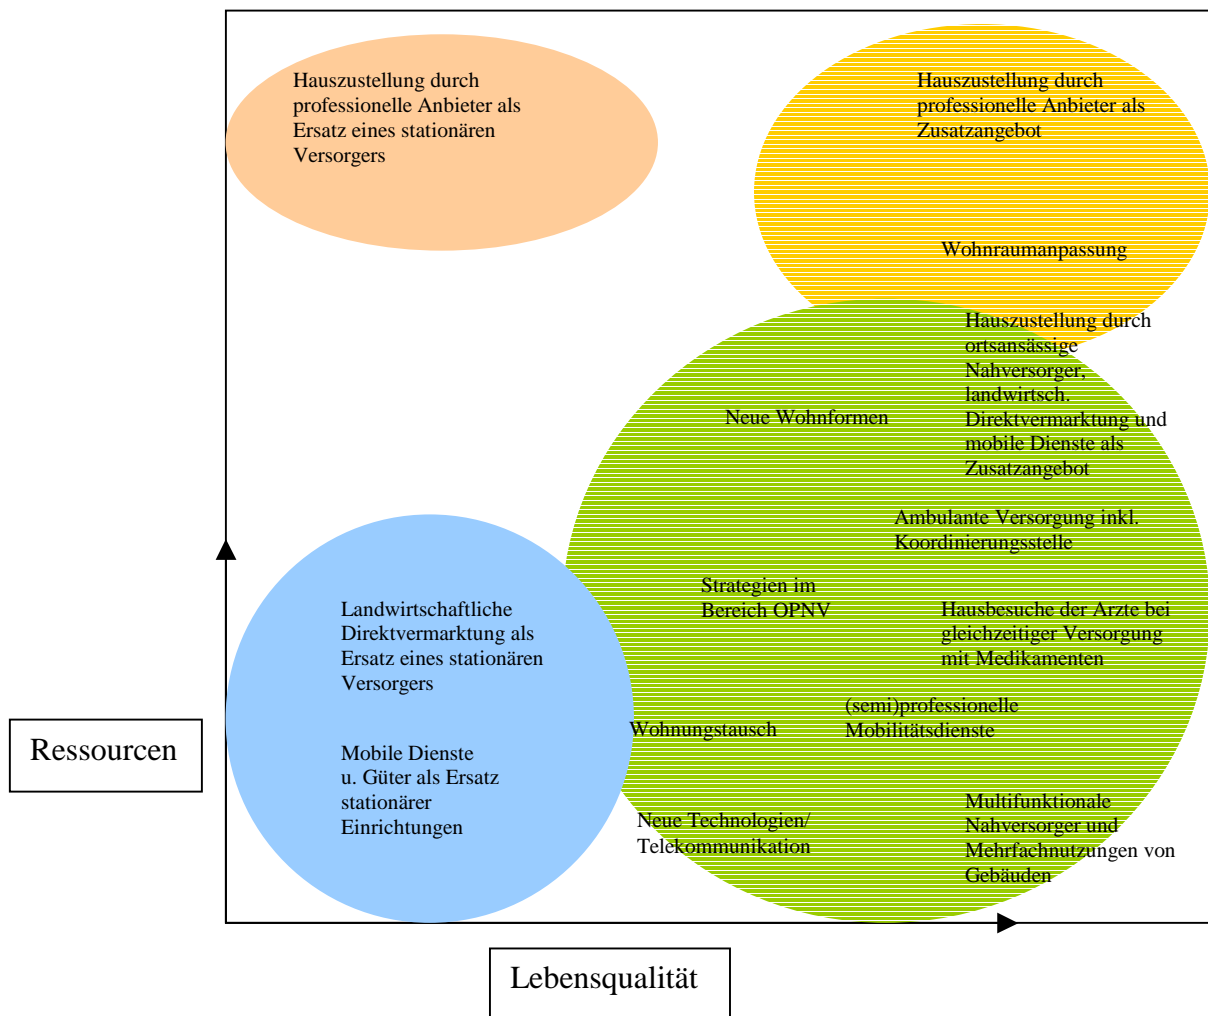 Hauszustellung durch
professionelle Anbieter als
Ersatz eines stationären
Versorgers
Hauszustellung durch
professionelle Anbieter als
Zusatzangebot
Wohnraumanpassung
Hauszustellung durch
ortsansässige
Nahversorger,
landwirtsch.
Direktvermarktung und
mobile Dienste als
Zusatzangebot
Neue Wohnformen
Ambulante Versorgung inkl.
Koordinierungsstelle
Strategien im
Bereich OPNV
Hausbesuche der Arzte bei
gleichzeitiger Versorgung
mit Medikamenten
Landwirtschaftliche
Direktvermarktung als
Ersatz eines stationären
Versorgers
(semi)professionelle
Mobilitätsdienste
Wohnungstausch
Ressourcen
Mobile Dienste
u. Güter als Ersatz
stationärer
Einrichtungen
Neue Technologien/
Telekommunikation
Multifunktionale
Nahversorger und
Mehrfachnutzungen von
Gebäuden
Lebensqualität